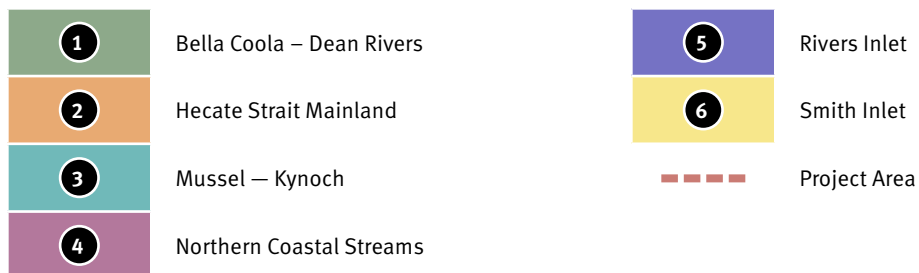 1 Bella Coola – Dean Rivers
2 Hecate Strait Mainland
3 Mussel — Kynoch
4 Northern Coastal Streams
5 Rivers Inlet
6 Smith Inlet
Project Area